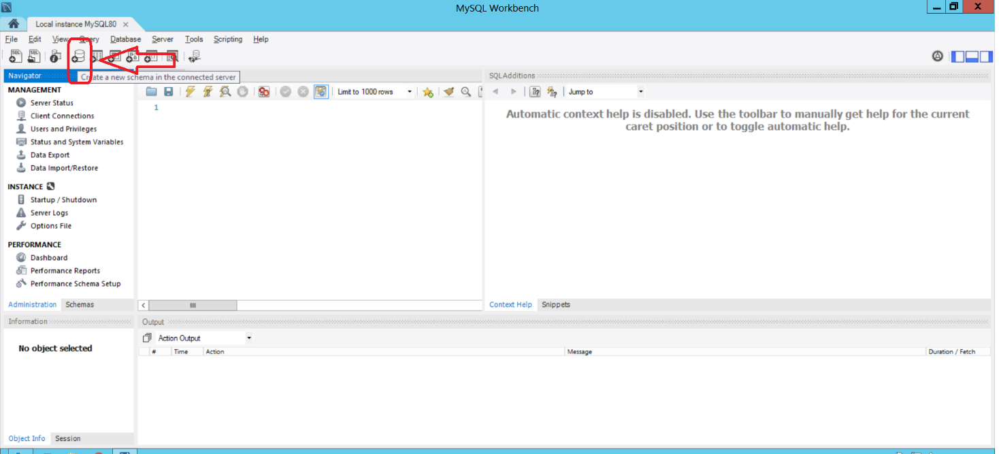 MySQL Workbench
Local instance MySQL80
File Edit View Query Database Server Tools Scripting Help
SQL SQL
Create a new schema in the connected server
Navigator
MANAGEMENT
Server Status
Client Connections
Users and Privileges
Status and System Variables
Data Export
Data Import/Restore
INSTANCE
Startup / Shutdown
Server Logs
Options File
PERFORMANCE
Dashboard
Performance Reports
Performance Schema Setup
Administration Schemas
Information
No object selected
Object Info Session
Limit to 1000 rows
1
SQLAdditions
Jump to
Automatic context help is disabled. Use the toolbar to manually get help for the current
caret position or to toggle automatic help.
Context Help Snippets
Output
Action Output
# Time Action Message Duration / Fetch